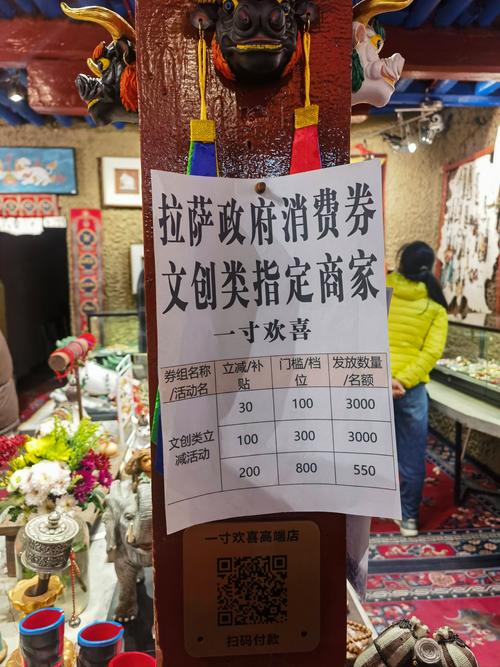 拉萨政府消费券
文创类指定商家
一寸欢喜
券组名称/活动名 立减/补贴 门槛/档位 发放数量/名额
文创类立减活动 30 100 3000
100 300 3000
200 800 550
一寸欢喜高端店
扫码付款